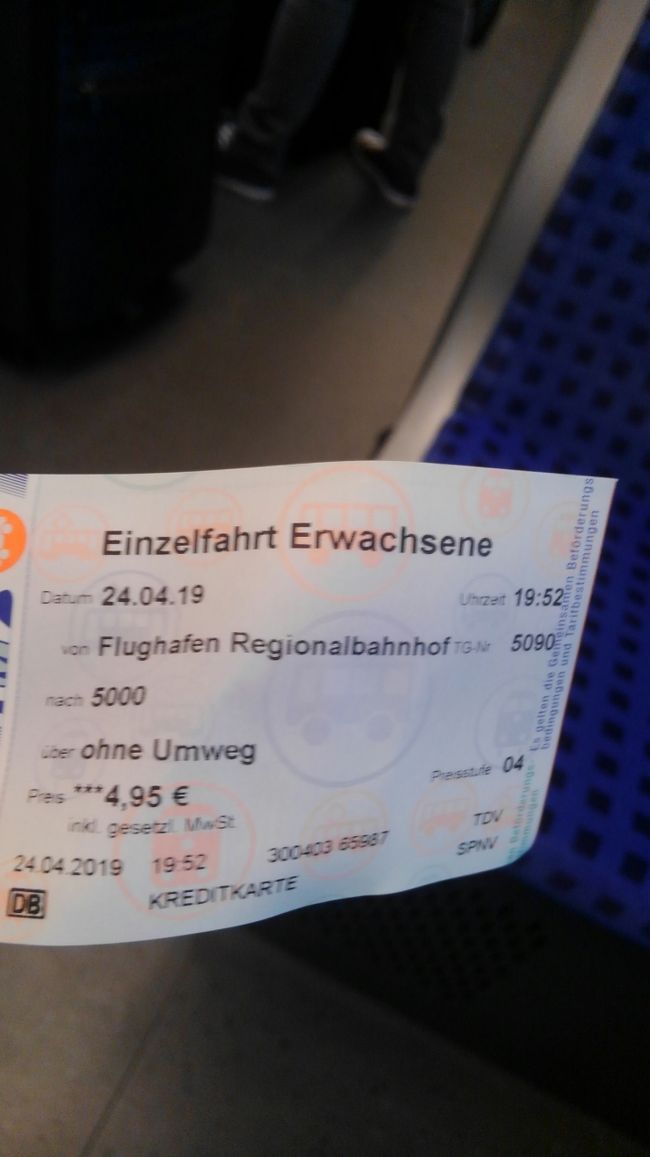 Einzelfahrt Erwachsene
Datum 24.04.19 Uhrzeit 19:52
von Flughafen Regionalbahnhof TG-Nr 5090
nach 5000
über ohne Umweg
Preisstufe 04
Preis ***4,95 €
inkl. gesetzl. MwSt
TDV
24.04.2019 19:52 300403 65987 SPNV
DB KREDITKARTE
Es gelten die Gemeinsamen Beförderungs
bedingungen und Tarifbestimmungen